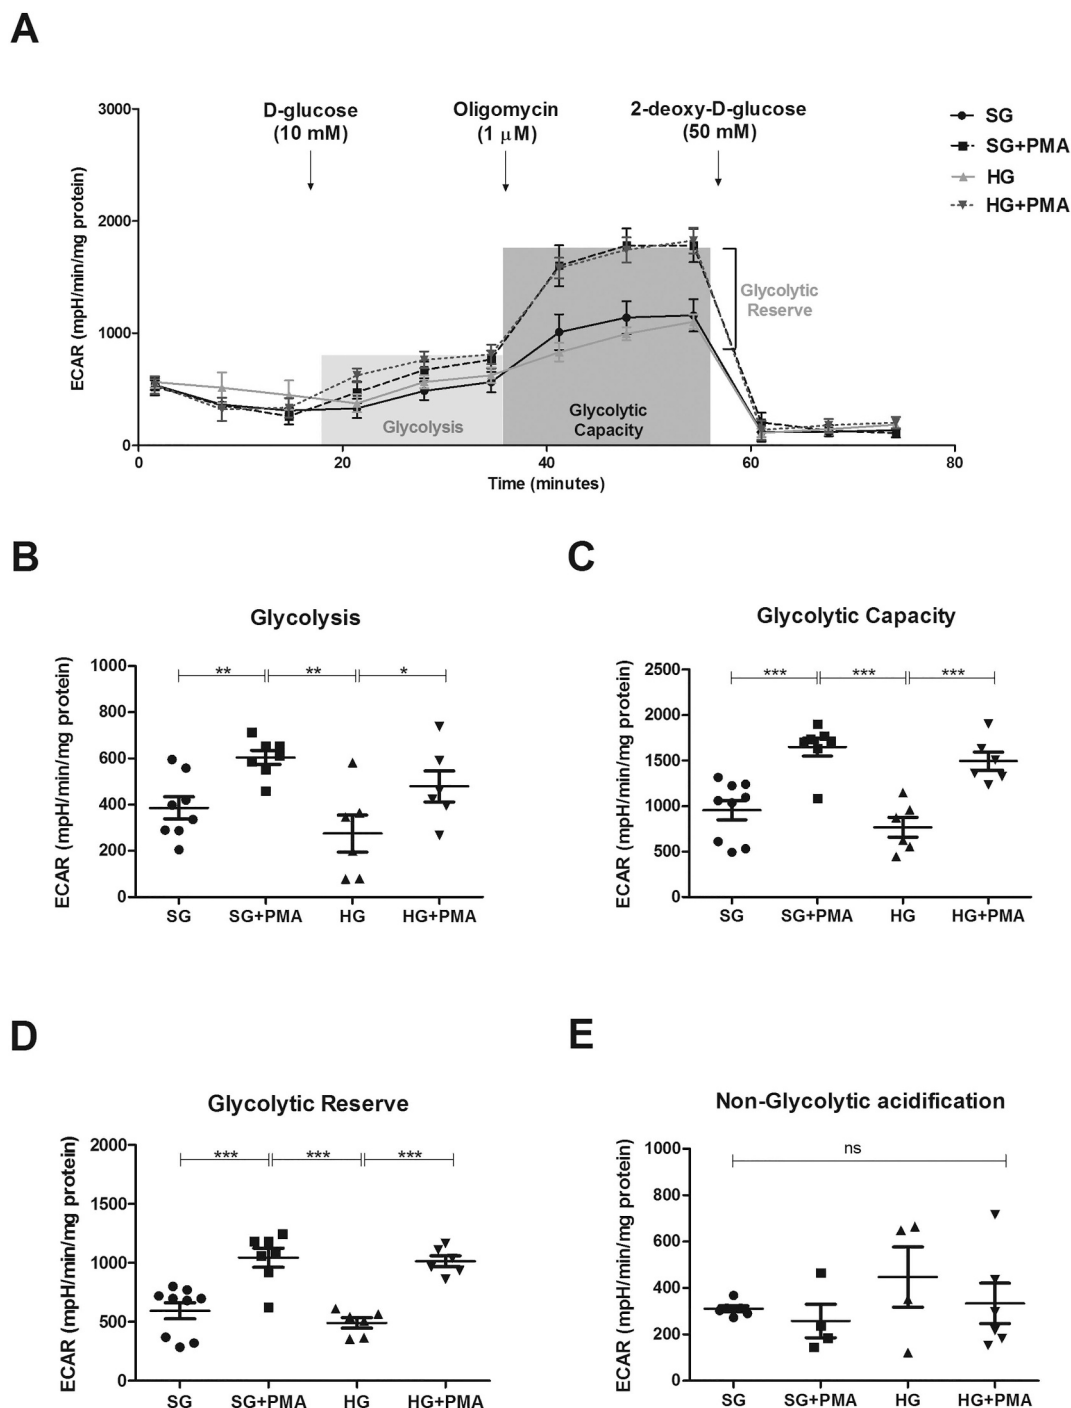 A
D-glucose
(10 mM)
Oligomycin
(1 μM)
2-deoxy-D-glucose
(50 mM)
SG
SG+PMA
HG
HG+PMA
ECAR (mpH/min/mg protein)
3000
2000
1000
0
Glycolysis
Glycolytic
Capacity
Glycolytic
Reserve
0 20 40 60 80
Time (minutes)
B
Glycolysis
ECAR (mpH/min/mg protein)
1000
800
600
400
200
0
** ** *
SG SG+PMA HG HG+PMA
C
Glycolytic Capacity
ECAR (mpH/min/mg protein)
2500
2000
1500
1000
500
0
*** *** ***
SG SG+PMA HG HG+PMA
D
Glycolytic Reserve
ECAR (mpH/min/mg protein)
2000
1500
1000
500
0
*** *** ***
SG SG+PMA HG HG+PMA
E
Non-Glycolytic acidification
ECAR (mpH/min/mg protein)
1000
800
600
400
200
0
ns
SG SG+PMA HG HG+PMA